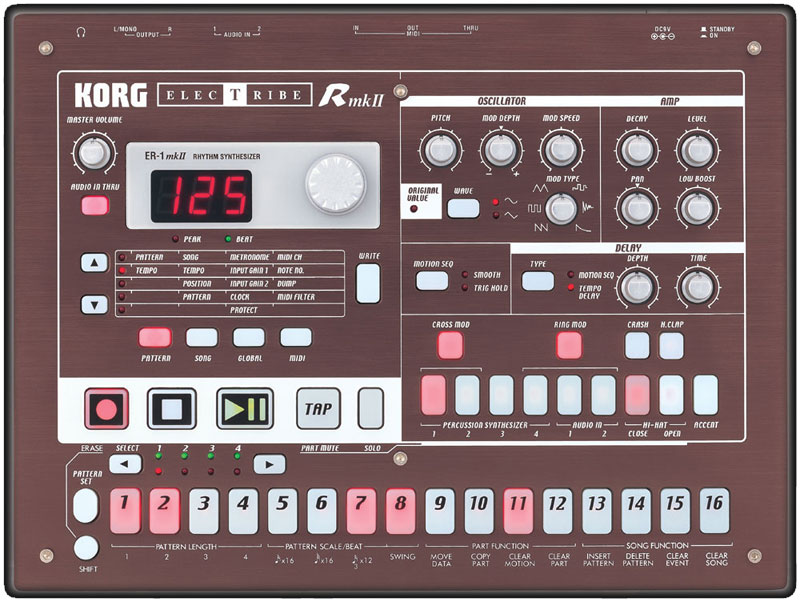 L/MONO R 1 2 IN OUT THRU DC9V STANDBY
OUTPUT AUDIO IN MIDI ON
KORG ELECTRIBE R mkII
OSCILLATOR AMP
MASTER VOLUME
PITCH MOD DEPTH MOD SPEED DECAY LEVEL
- +
ER-1 mkII RHYTHM SYNTHESIZER
125
MOD TYPE PAN LOW BOOST
AUDIO IN THRU
ORIGINAL VALUE WAVE
PEAK BEAT
DELAY
WRITE
PATTERN SONG METRONOME MIDI CH
TEMPO TEMPO INPUT GAIN 1 NOTE NO.
POSITION INPUT GAIN 2 DUMP
PATTERN CLOCK MIDI FILTER
PROTECT
MOTION SEQ SMOOTH TRIG HOLD
TYPE MOTION SEQ TEMPO DELAY
DEPTH TIME
CROSS MOD RING MOD CRASH H.CLAP
PATTERN SONG GLOBAL MIDI
TAP
PERCUSSION SYNTHESIZER AUDIO IN HI-HAT ACCENT
1 2 3 4 1 2 CLOSE OPEN
ERASE SELECT 1 2 3 4 PART MUTE SOLO
PATTERN SET
1 2 3 4 5 6 7 8 9 10 11 12 13 14 15 16
PATTERN LENGTH PATTERN SCALE/BEAT PART FUNCTION SONG FUNCTION
1 2 3 4 x16 x16 3 x12 SWING MOVE DATA COPY PART CLEAR MOTION CLEAR PART INSERT PATTERN DELETE PATTERN CLEAR EVENT CLEAR SONG
SHIFT